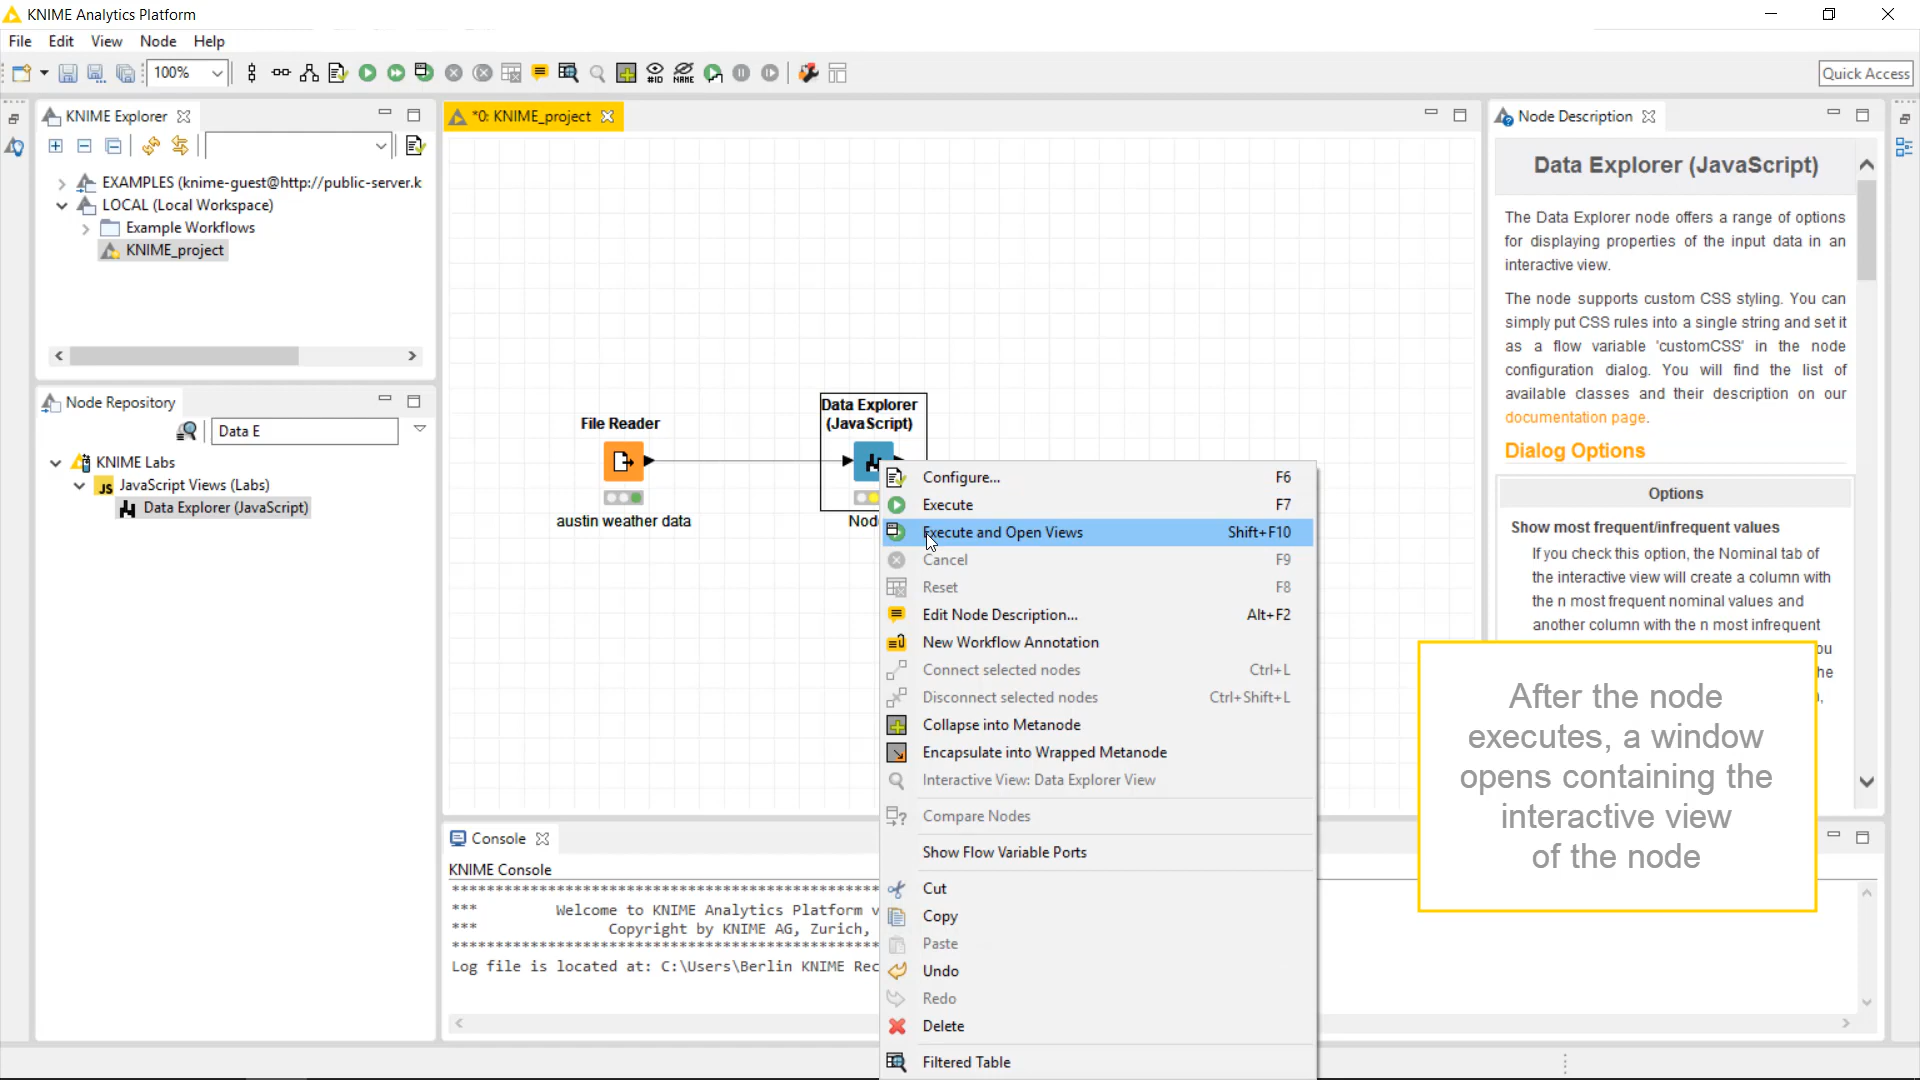 KNIME Analytics Platform
File Edit View Node Help
100%
#ID
NAME
Quick Access
KNIME Explorer
EXAMPLES (knime-guest@http://public-server.k
LOCAL (Local Workspace)
Example Workflows
KNIME_project
Node Repository
Data E
KNIME Labs
JS JavaScript Views (Labs)
Data Explorer (JavaScript)
*0: KNIME_project
File Reader
austin weather data
Data Explorer
(JavaScript)
Nod
Configure... F6
Execute F7
Execute and Open Views Shift+F10
Cancel F9
Reset F8
Edit Node Description... Alt+F2
New Workflow Annotation
Connect selected nodes Ctrl+L
Disconnect selected nodes Ctrl+Shift+L
Collapse into Metanode
Encapsulate into Wrapped Metanode
Interactive View: Data Explorer View
Compare Nodes
Show Flow Variable Ports
Cut
Copy
Paste
Undo
Redo
Delete
Filtered Table
Console
KNIME Console
*** Welcome to KNIME Analytics Platform v
*** Copyright by KNIME AG, Zurich,
Log file is located at: C:\Users\Berlin KNIME Rec
Node Description
Data Explorer (JavaScript)
The Data Explorer node offers a range of options
for displaying properties of the input data in an
interactive view.
The node supports custom CSS styling. You can
simply put CSS rules into a single string and set it
as a flow variable 'customCSS' in the node
configuration dialog. You will find the list of
available classes and their description on our
documentation page.
Dialog Options
Options
Show most frequent/infrequent values
If you check this option, the Nominal tab of
the interactive view will create a column with
the n most frequent nominal values and
another column with the n most infrequent
After the node
executes, a window
opens containing the
interactive view
of the node